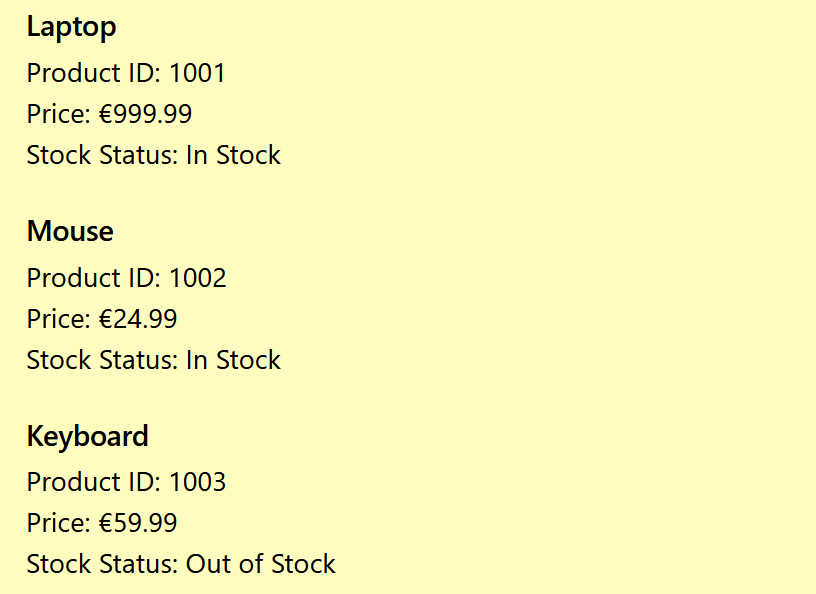 Laptop
Product ID: 1001
Price: €999.99
Stock Status: In Stock
Mouse
Product ID: 1002
Price: €24.99
Stock Status: In Stock
Keyboard
Product ID: 1003
Price: €59.99
Stock Status: Out of Stock